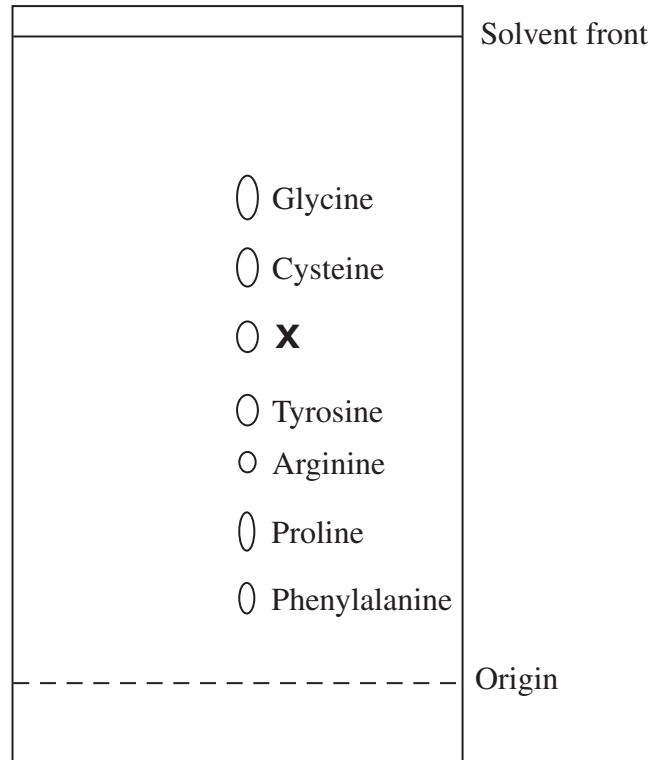 Solvent front
Glycine
Cysteine
X
Tyrosine
Arginine
Proline
Phenylalanine
Origin